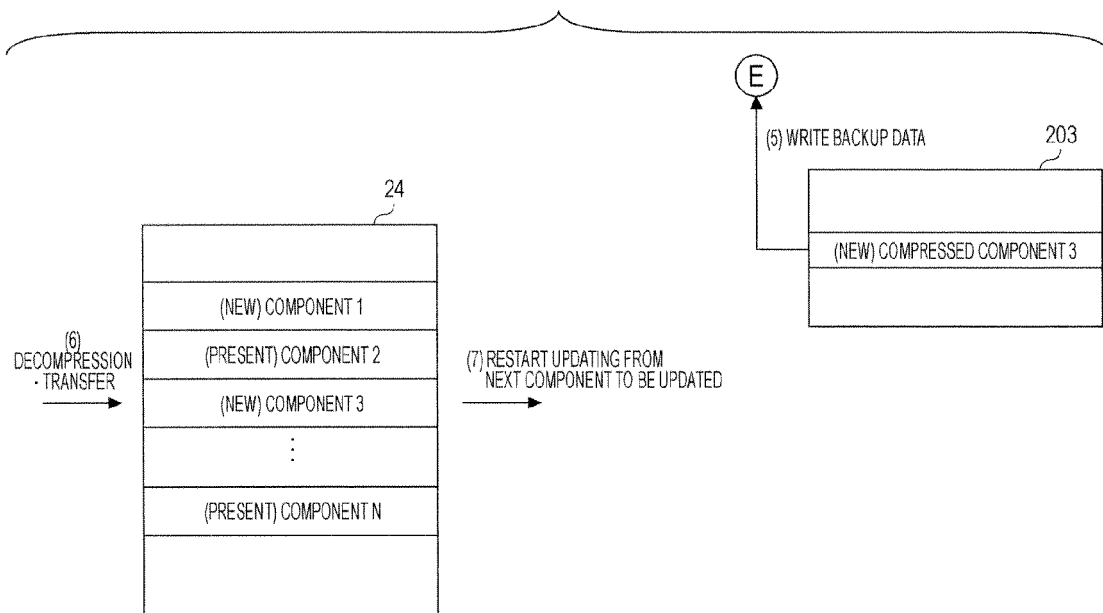 E
(5) WRITE BACKUP DATA
203
(NEW) COMPRESSED COMPONENT 3
24
(NEW) COMPONENT 1
(PRESENT) COMPONENT 2
(NEW) COMPONENT 3
⋮
(PRESENT) COMPONENT N
(6)
DECOMPRESSION
· TRANSFER
(7) RESTART UPDATING FROM
NEXT COMPONENT TO BE UPDATED